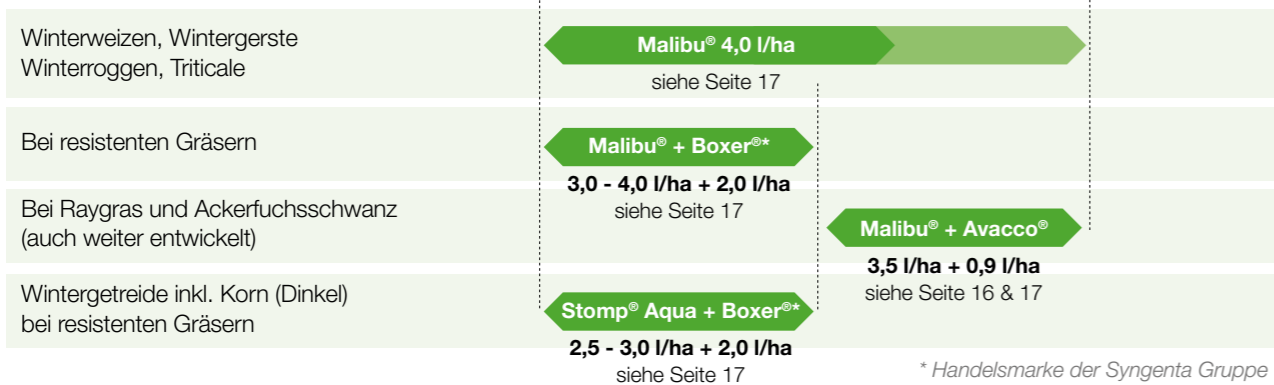 Winterweizen, Wintergerste
Winterroggen, Triticale
Malibu® 4,0 l/ha
siehe Seite 17
Bei resistenten Gräsern
Malibu® + Boxer®*
3,0 - 4,0 l/ha + 2,0 l/ha
siehe Seite 17
Bei Raygras und Ackerfuchsschwanz
(auch weiter entwickelt)
Malibu® + Avacco®
3,5 l/ha + 0,9 l/ha
siehe Seite 16 & 17
Wintergetreide inkl. Korn (Dinkel)
bei resistenten Gräsern
Stomp® Aqua + Boxer®*
2,5 - 3,0 l/ha + 2,0 l/ha
siehe Seite 17
* Handelsmarke der Syngenta Gruppe